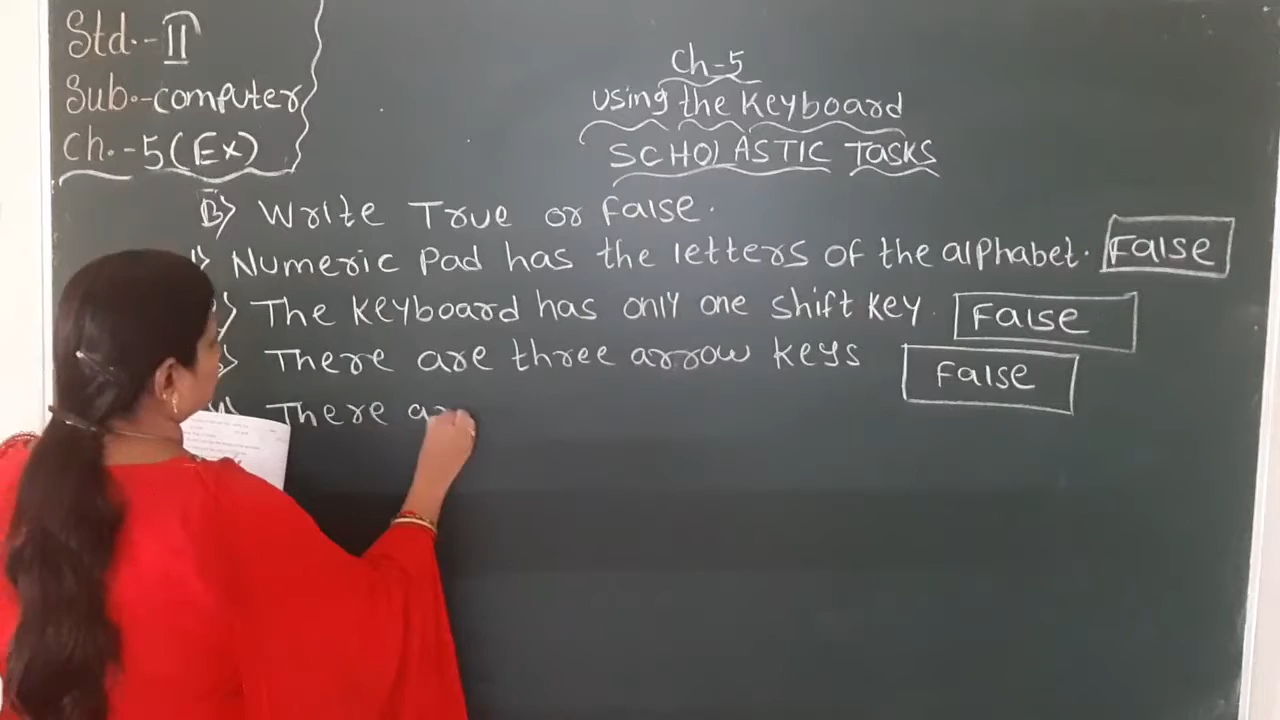 Std.-II
Sub.-computer
Ch.-5(Ex)
Ch-5
using the Keyboard
SCHOLASTIC TASKS
B) Write True or False.
1) Numeric Pad has the letters of the alphabet. False
The Keyboard has only one shift Key. False
There are three arrow Keys False
There